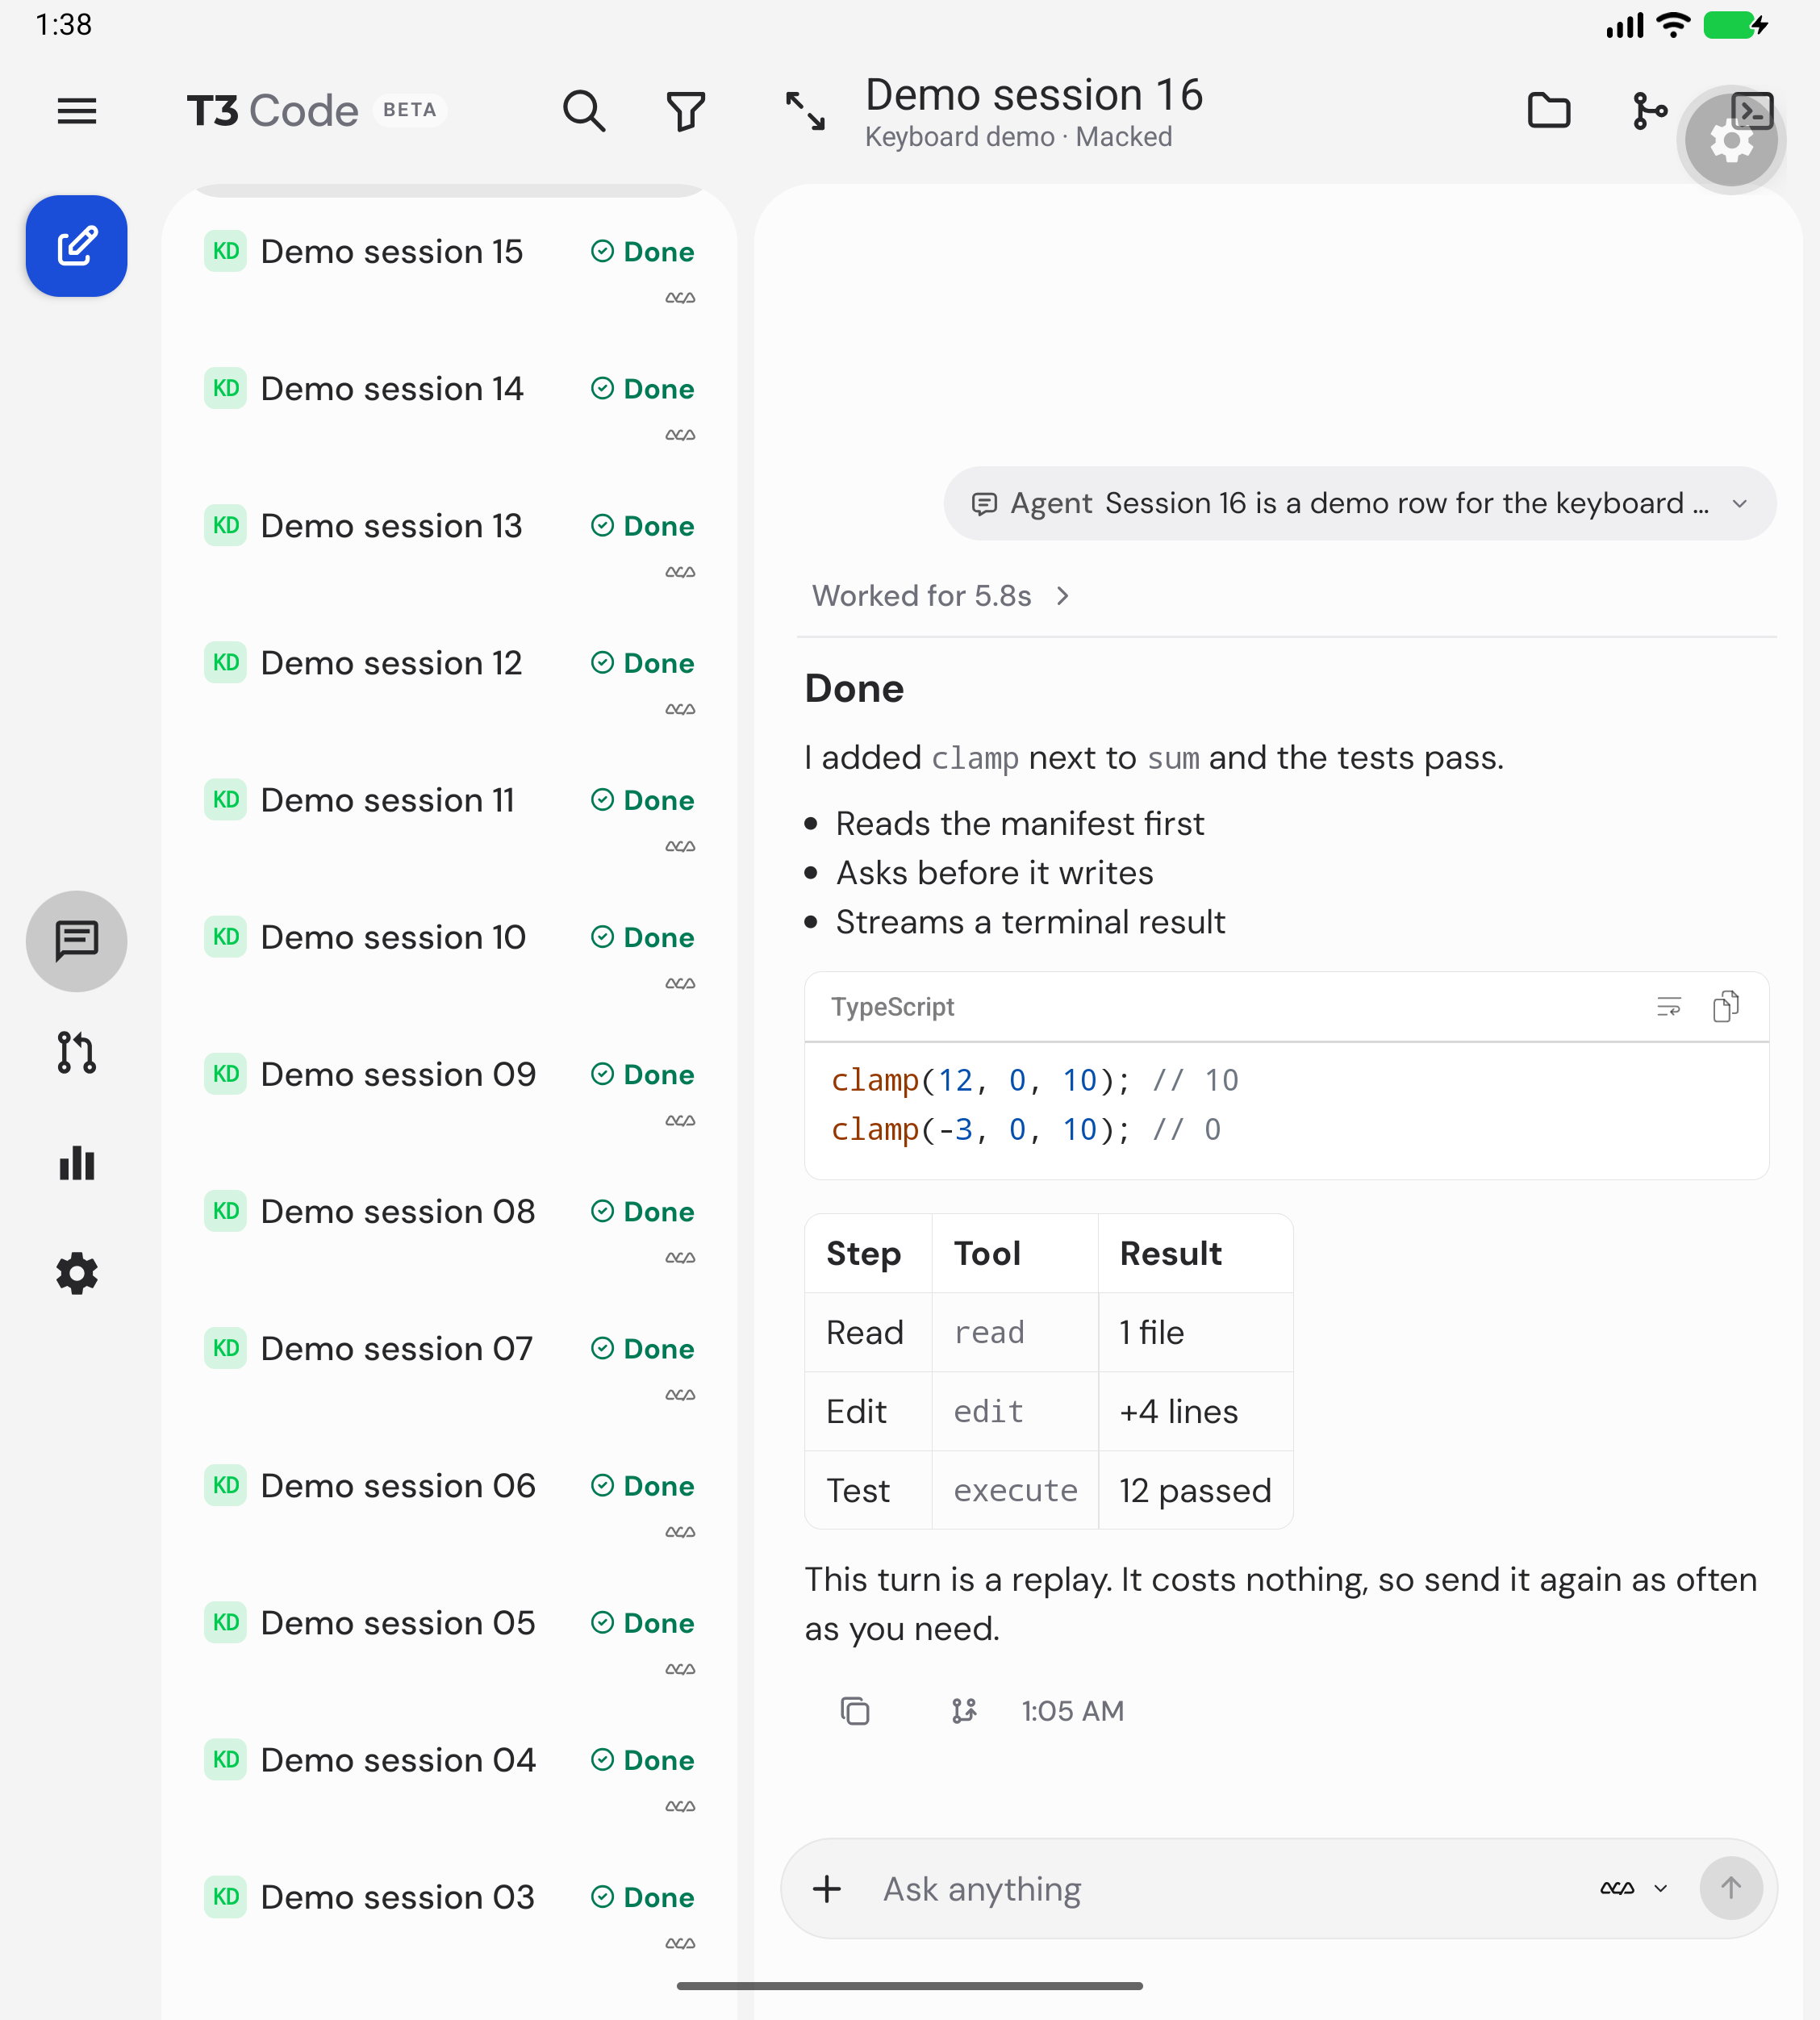 1:38
T3 Code BETA
Demo session 16
Keyboard demo · Macked
KD Demo session 15 Done
KD Demo session 14 Done
KD Demo session 13 Done
KD Demo session 12 Done
KD Demo session 11 Done
KD Demo session 10 Done
KD Demo session 09 Done
KD Demo session 08 Done
KD Demo session 07 Done
KD Demo session 06 Done
KD Demo session 05 Done
KD Demo session 04 Done
KD Demo session 03 Done
Agent Session 16 is a demo row for the keyboard ...
Worked for 5.8s
Done
I added clamp next to sum and the tests pass.
• Reads the manifest first
• Asks before it writes
• Streams a terminal result
TypeScript
clamp(12, 0, 10); // 10
clamp(-3, 0, 10); // 0
Step Tool Result
Read read 1 file
Edit edit +4 lines
Test execute 12 passed
This turn is a replay. It costs nothing, so send it again as often
as you need.
1:05 AM
Ask anything